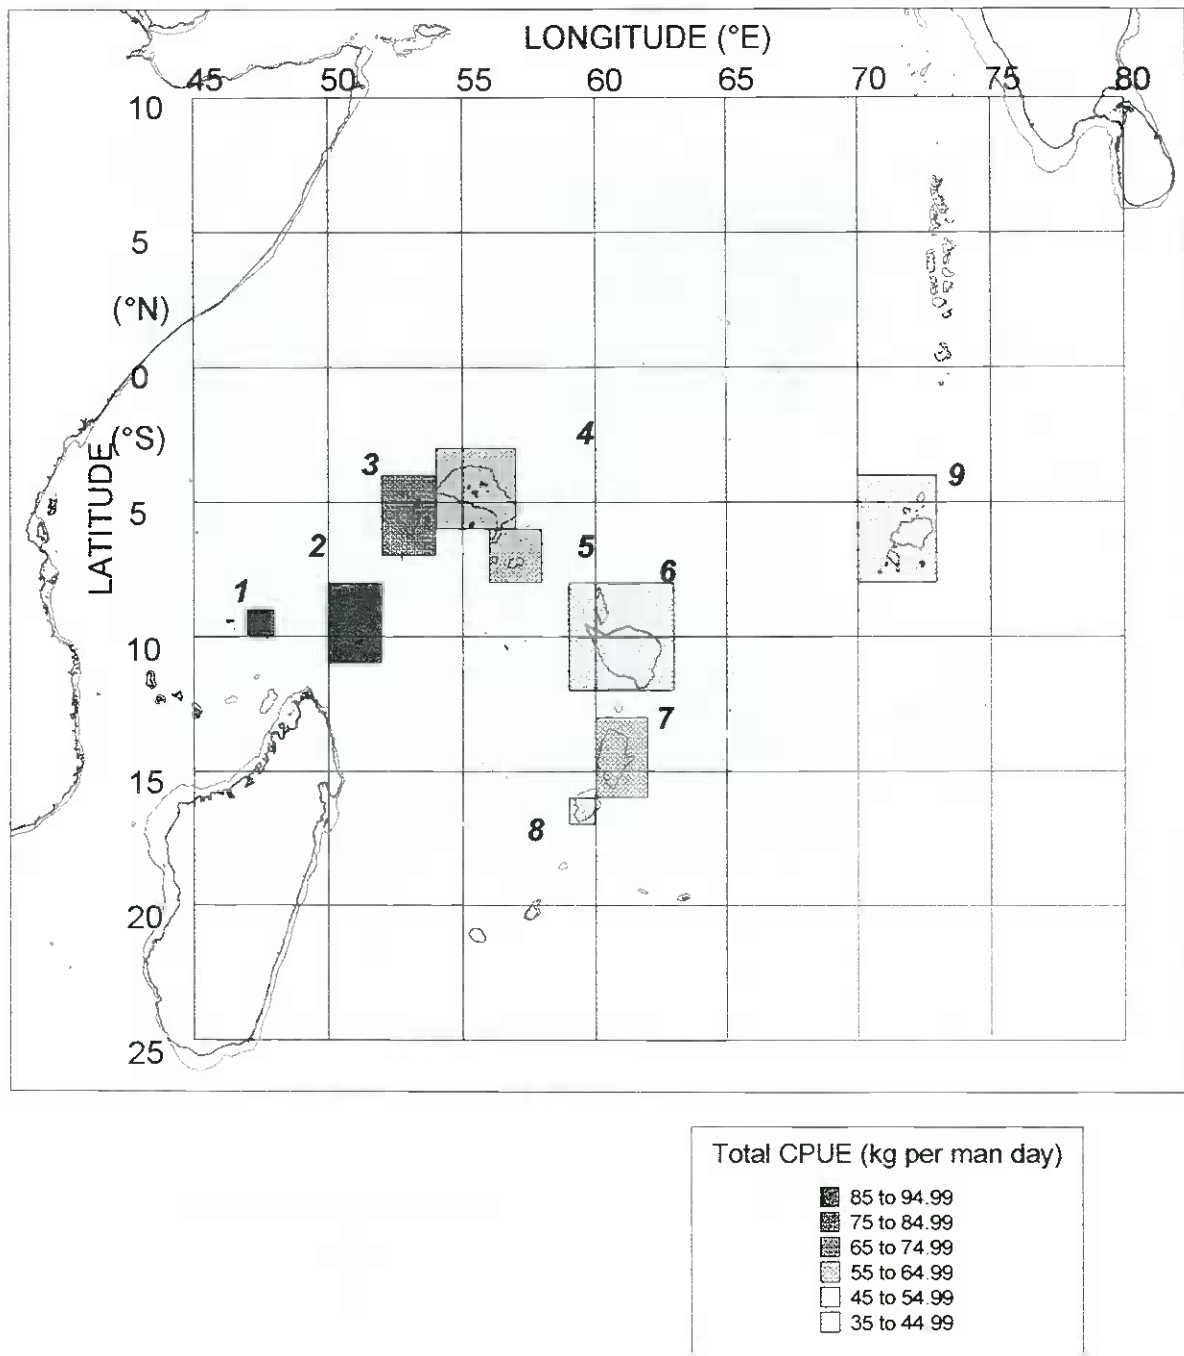 LONGITUDE (°E)
45 50 55 60 65 70 75 80
10
5
(°N)
0
(°S)
LATITUDE
4
3
9
5
2
5
6
1
10
7
15
8
20
25
Total CPUE (kg per man day)
85 to 94.99
75 to 84.99
65 to 74.99
55 to 64.99
45 to 54.99
35 to 44.99